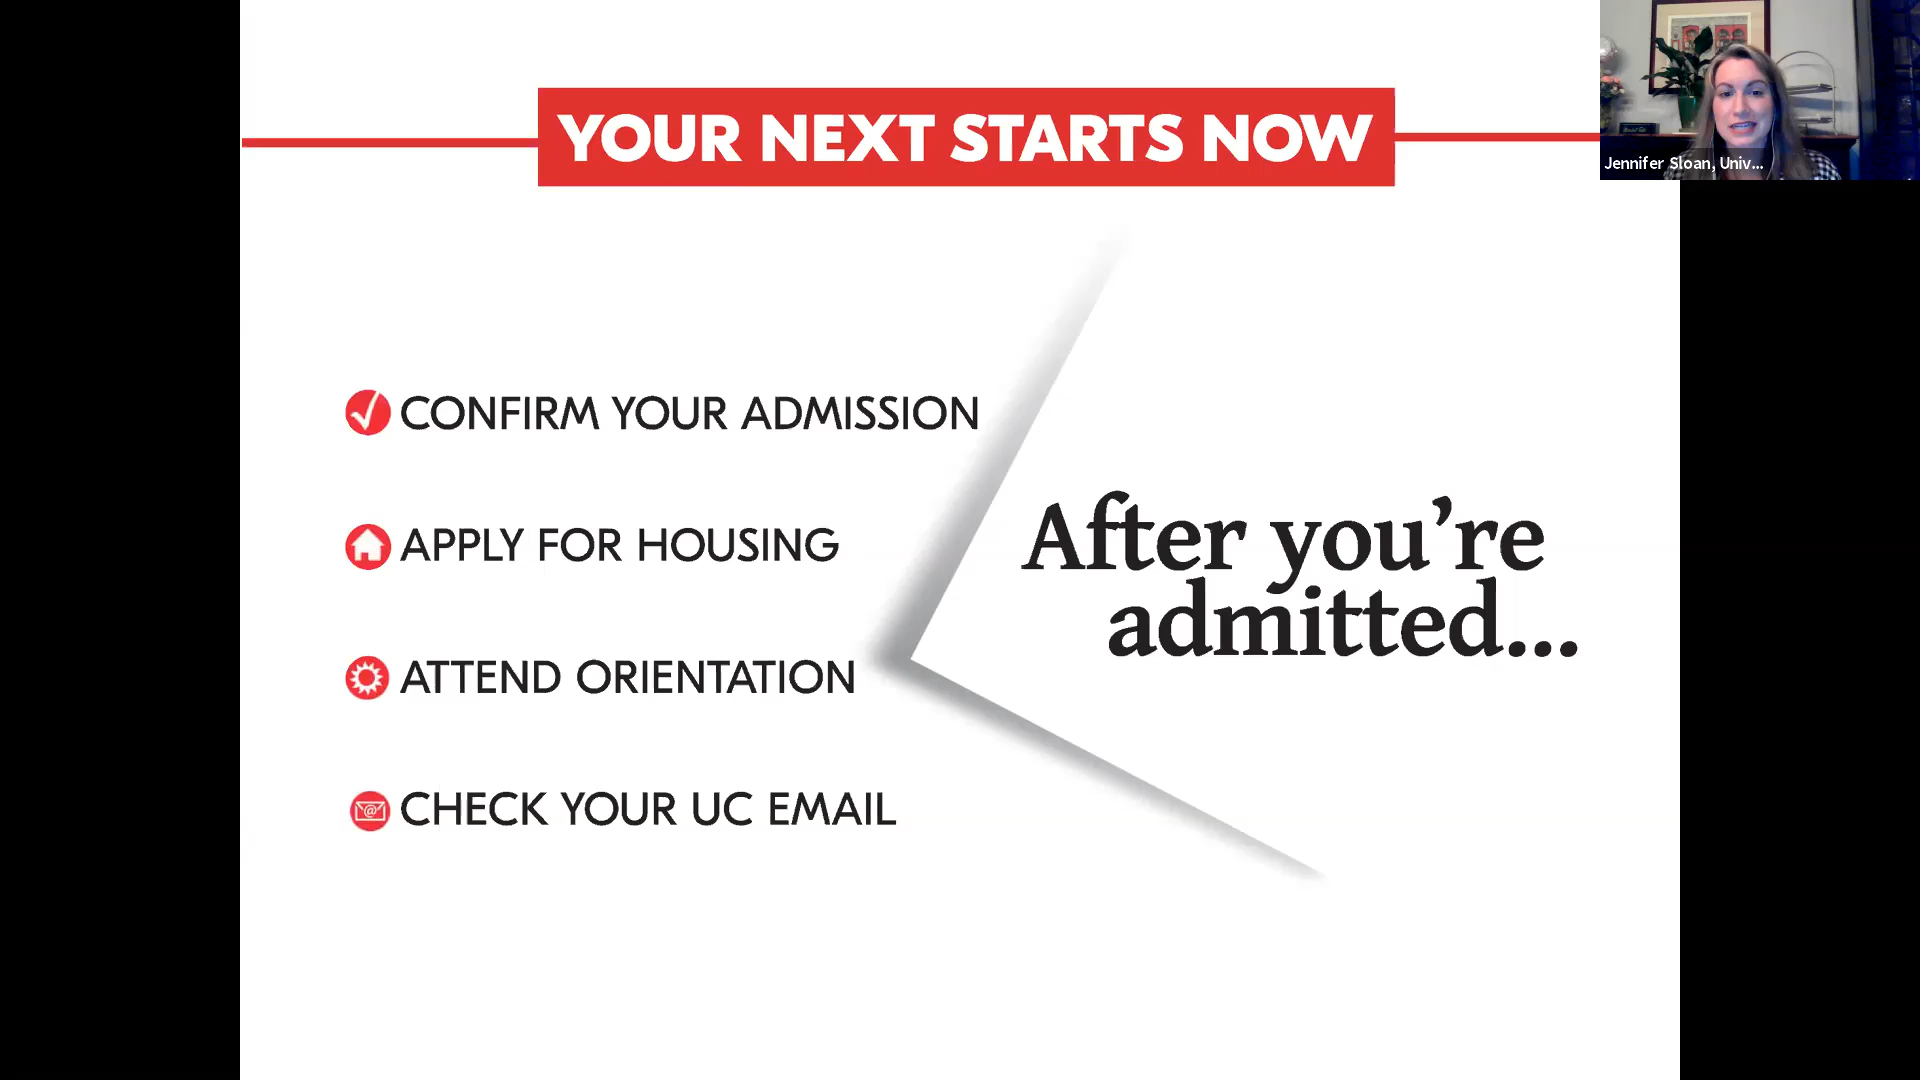 YOUR NEXT STARTS NOW
Jennifer Sloan, Univ...
CONFIRM YOUR ADMISSION
APPLY FOR HOUSING
ATTEND ORIENTATION
CHECK YOUR UC EMAIL
After you’re
admitted...